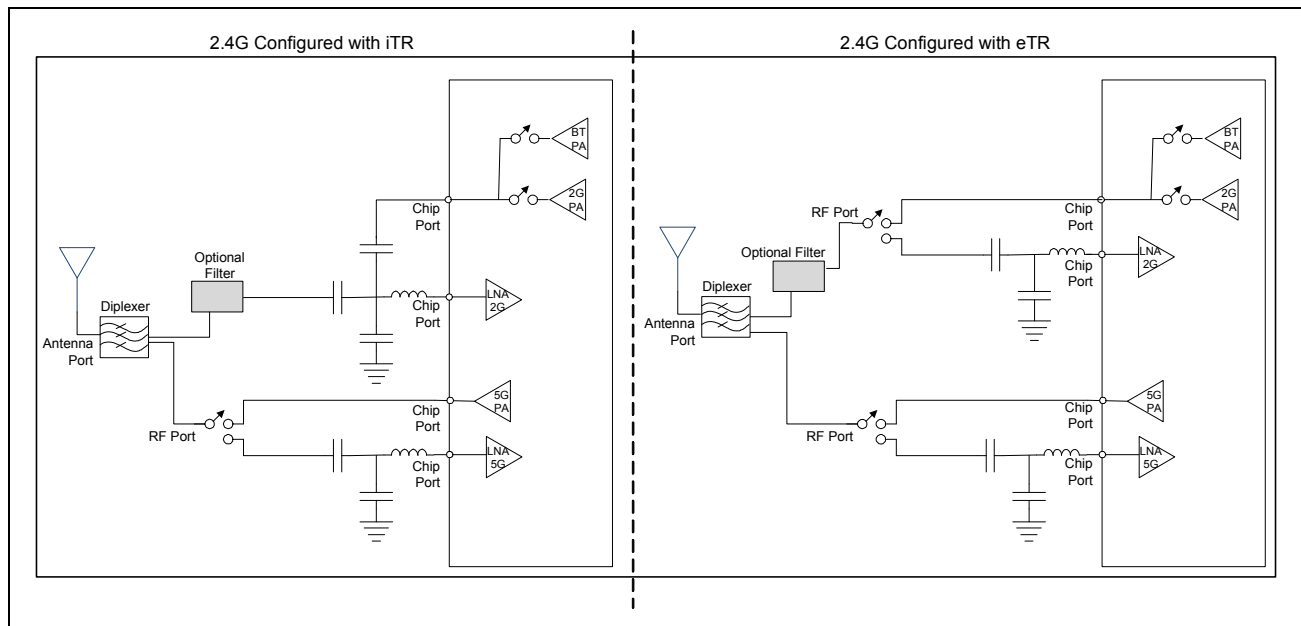 2.4G Configured with iTR
BT
PA
2G
PA
Chip
Port
Optional
Filter
LNA
2G
Chip
Port
Diplexer
Antenna
Port
5G
PA
Chip
Port
RF Port
LNA
5G
Chip
Port
2.4G Configured with eTR
BT
PA
2G
PA
RF Port
Chip
Port
Optional Filter
LNA
2G
Chip
Port
Diplexer
Antenna
Port
5G
PA
Chip
Port
RF Port
LNA
5G
Chip
Port